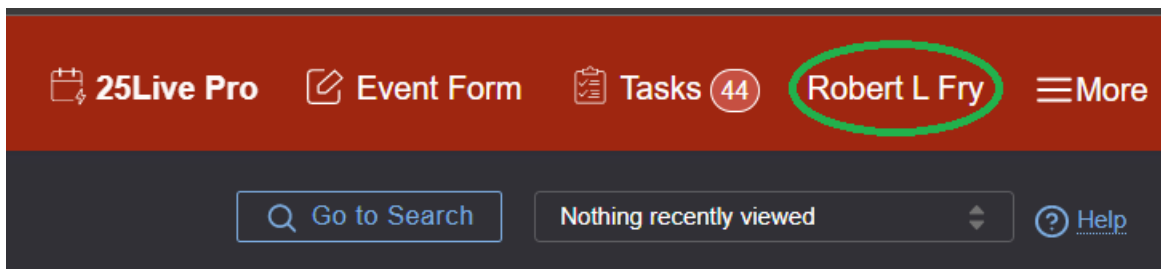 25Live Pro Event Form Tasks 44 Robert L Fry More
Go to Search Nothing recently viewed ? Help